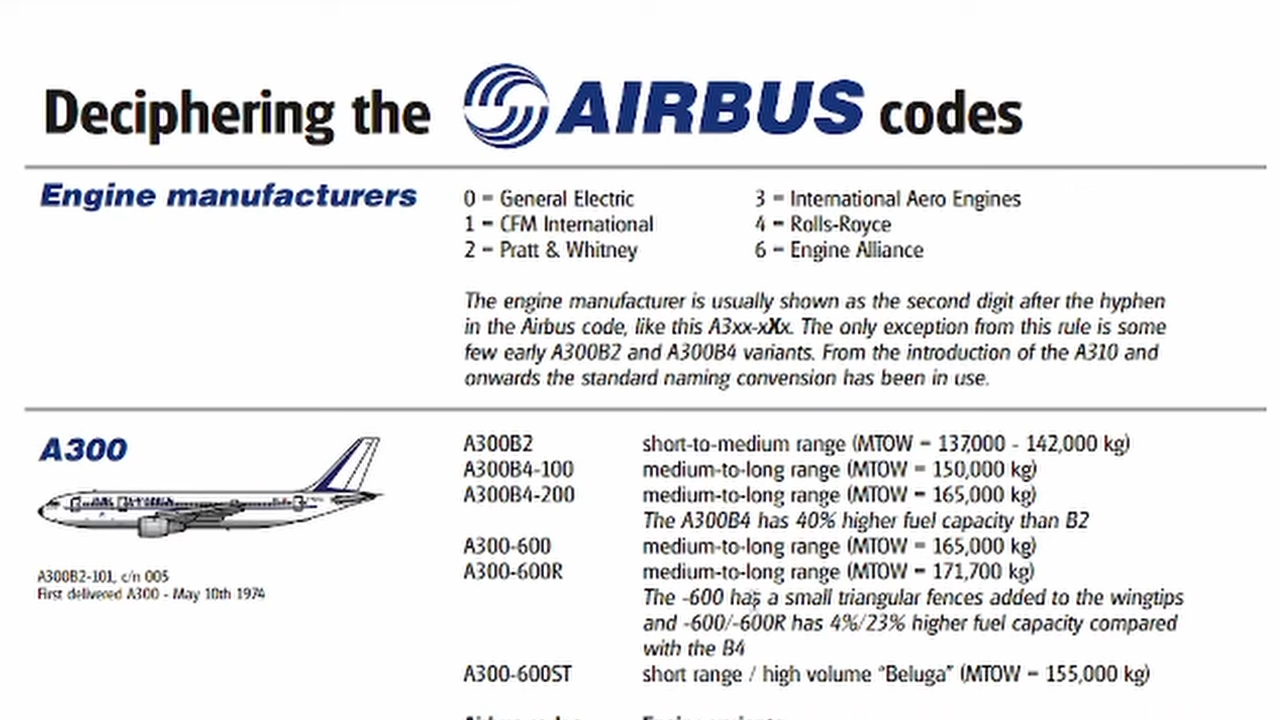 Deciphering the AIRBUS codes
Engine manufacturers
0 = General Electric
1 = CFM International
2 = Pratt & Whitney
3 = International Aero Engines
4 = Rolls-Royce
6 = Engine Alliance
The engine manufacturer is usually shown as the second digit after the hyphen
in the Airbus code, like this A3xx-xXx. The only exception from this rule is some
few early A300B2 and A300B4 variants. From the introduction of the A310 and
onwards the standard naming convension has been in use.
A300
A300B2-101, c/n 005
First delivered A300 - May 10th 1974
A300B2 short-to-medium range (MTOW = 137,000 - 142,000 kg)
A300B4-100 medium-to-long range (MTOW = 150,000 kg)
A300B4-200 medium-to-long range (MTOW = 165,000 kg)
The A300B4 has 40% higher fuel capacity than B2
A300-600 medium-to-long range (MTOW = 165,000 kg)
A300-600R medium-to-long range (MTOW = 171,700 kg)
The -600 has a small triangular fences added to the wingtips
and -600/-600R has 4%/23% higher fuel capacity compared
with the B4
A300-600ST short range / high volume "Beluga" (MTOW = 155,000 kg)